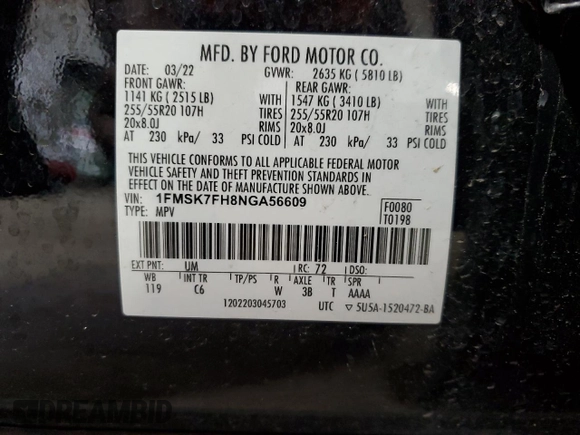 MFD. BY FORD MOTOR CO.
DATE: 03/22 GVWR: 2635 KG ( 5810 LB)
FRONT GAWR: REAR GAWR:
1141 KG ( 2515 LB) WITH 1547 KG ( 3410 LB) WITH
255/55R20 107H TIRES 255/55R20 107H TIRES
20x8.0J RIMS 20x8.0J RIMS
AT 230 kPa/ 33 PSI COLD AT 230 kPa/ 33 PSI COLD
THIS VEHICLE CONFORMS TO ALL APPLICABLE FEDERAL MOTOR
VEHICLE SAFETY AND THEFT PREVENTION STANDARDS IN
EFFECT ON THE DATE OF MANUFACTURE SHOWN ABOVE.
VIN: 1FMSK7FH8NGA56609 F0080
TYPE: MPV T0198
EXT PNT: UM RC: 72 DSO:
WB INT TR TP/PS R AXLE TR SPR
119 C6 W 3B T AAAA
1202203045703 UTC ▽ 5U5A-1520472-BA
DREAMBID